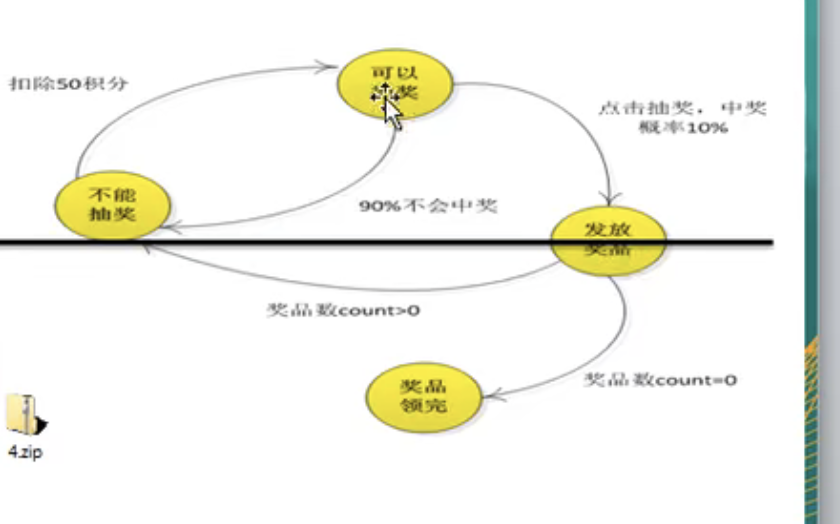 扣除50积分
可以
奖
点击抽奖，中奖
概率10%
不能
抽奖
90%不会中奖
发放
奖品
奖品数count>0
奖品数count=0
奖品
领完
4.zip